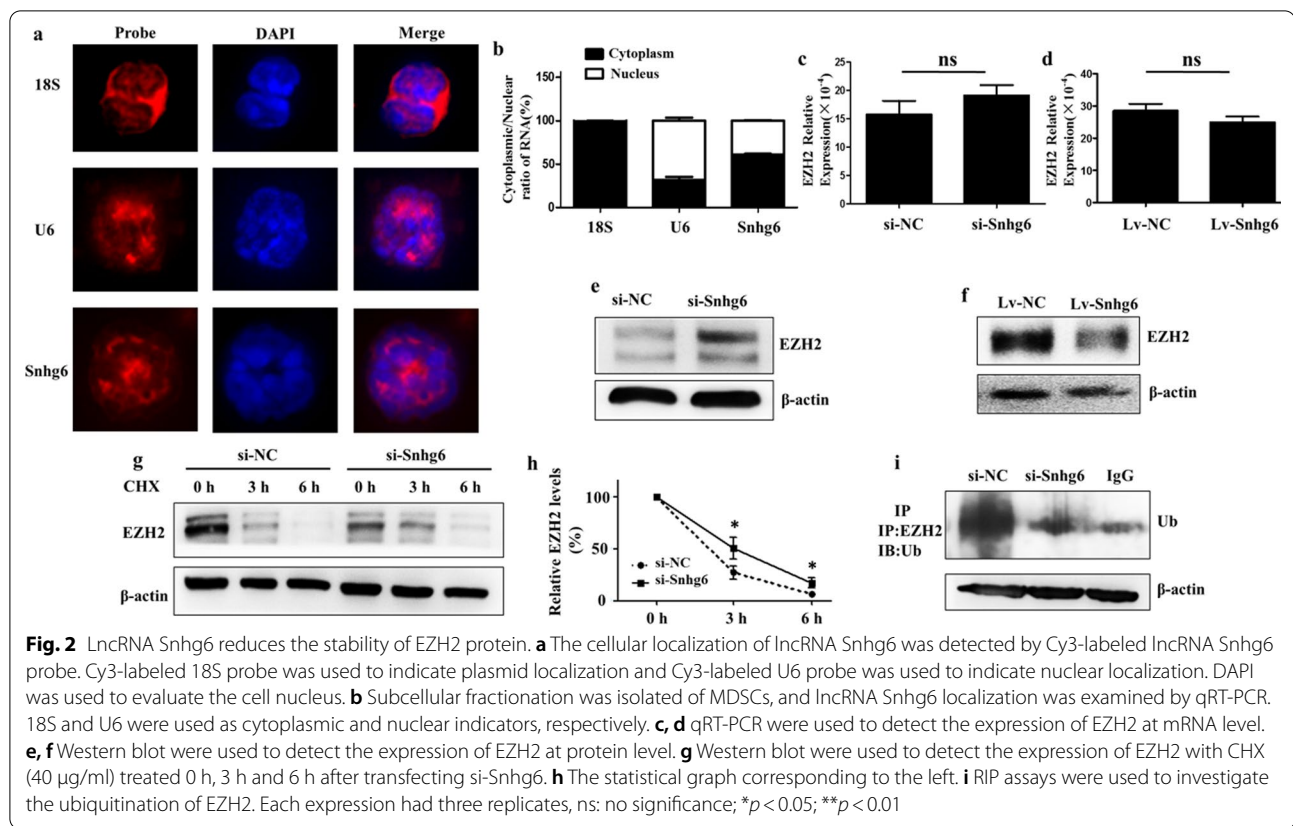 a
Probe DAPI Merge
18S
U6
Snhg6
b
Cytoplasm
Nucleus
Cytoplasmic/Nuclear
ratio of RNA(%)
150
100
50
0
18S U6 Snhg6
c
ns
EZH2 Relative
Expression(×10⁻⁴)
25
20
15
10
5
0
si-NC si-Snhg6
d
ns
EZH2 Relative
Expression(×10⁻⁴)
40
30
20
10
0
Lv-NC Lv-Snhg6
e
si-NC si-Snhg6
EZH2
β-actin
f
Lv-NC Lv-Snhg6
EZH2
β-actin
g
si-NC si-Snhg6
CHX 0 h 3 h 6 h 0 h 3 h 6 h
EZH2
β-actin
h
Relative EZH2 levels
(%)
100
50
0
* *
si-NC
si-Snhg6
0 h 3 h 6 h
i
si-NC si-Snhg6 IgG
IP
IP:EZH2
IB:Ub
Ub
β-actin
Fig. 2 LncRNA Snhg6 reduces the stability of EZH2 protein. a The cellular localization of lncRNA Snhg6 was detected by Cy3-labeled lncRNA Snhg6
probe. Cy3-labeled 18S probe was used to indicate plasmid localization and Cy3-labeled U6 probe was used to indicate nuclear localization. DAPI
was used to evaluate the cell nucleus. b Subcellular fractionation was isolated of MDSCs, and lncRNA Snhg6 localization was examined by qRT-PCR.
18S and U6 were used as cytoplasmic and nuclear indicators, respectively. c, d qRT-PCR were used to detect the expression of EZH2 at mRNA level.
e, f Western blot were used to detect the expression of EZH2 at protein level. g Western blot were used to detect the expression of EZH2 with CHX
(40 μg/ml) treated 0 h, 3 h and 6 h after transfecting si-Snhg6. h The statistical graph corresponding to the left. i RIP assays were used to investigate
the ubiquitination of EZH2. Each expression had three replicates, ns: no significance; *p < 0.05; **p < 0.01